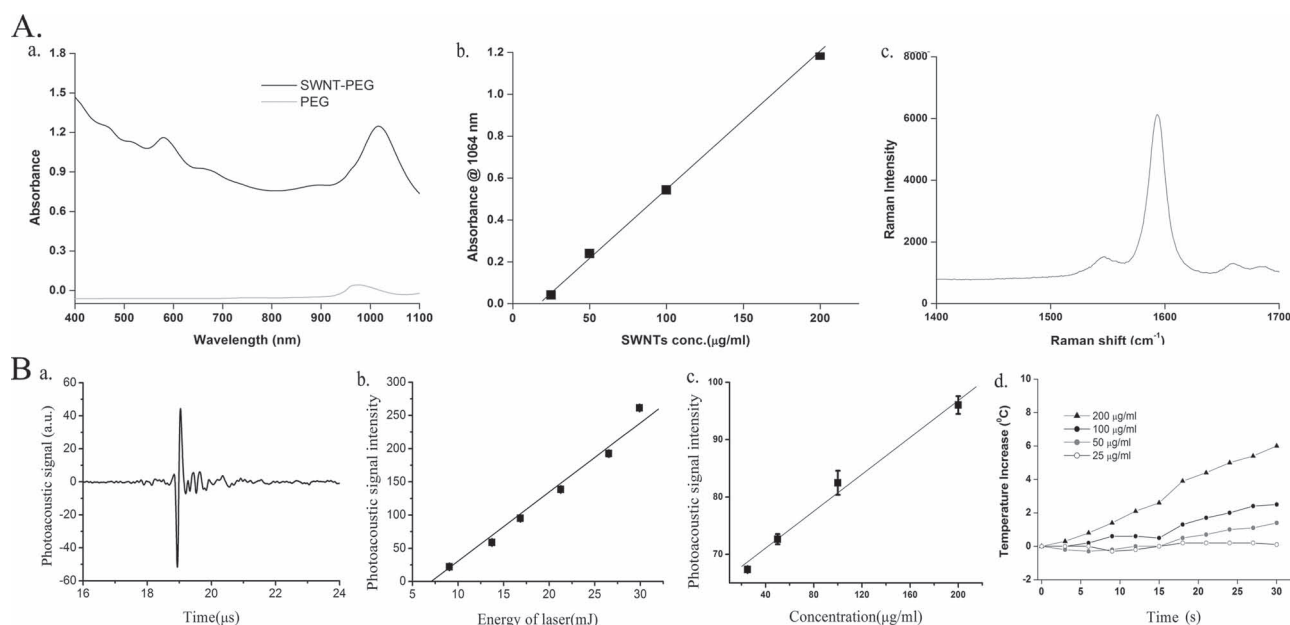 A.
a.
1.8
1.5
1.2
0.9
0.6
0.3
0.0
Absorbance
SWNT-PEG
PEG
400 500 600 700 800 900 1000 1100
Wavelength (nm)
b.
1.2
1.0
0.8
0.6
0.4
0.2
0.0
Absorbance @ 1064 nm
0 50 100 150 200
SWNTs conc.(μg/ml)
c.
8000
6000
4000
2000
0
Raman Intensity
1400 1500 1600 1700
Raman shift (cm⁻¹)
B
a.
60
40
20
0
-20
-40
-60
Photoacoustic signal (a.u.)
16 18 20 22 24
Time(μs)
b.
300
250
200
150
100
50
0
Photoacoustic signal intensity
5 10 15 20 25 30
Energy of laser(mJ)
c.
100
90
80
70
Photoacoustic signal intensity
40 80 120 160 200
Concentration(μg/ml)
d.
10
8
6
4
2
0
-2
Temperature Increase (⁰C)
200 μg/ml
100 μg/ml
50 μg/ml
25 μg/ml
0 5 10 15 20 25 30
Time (s)